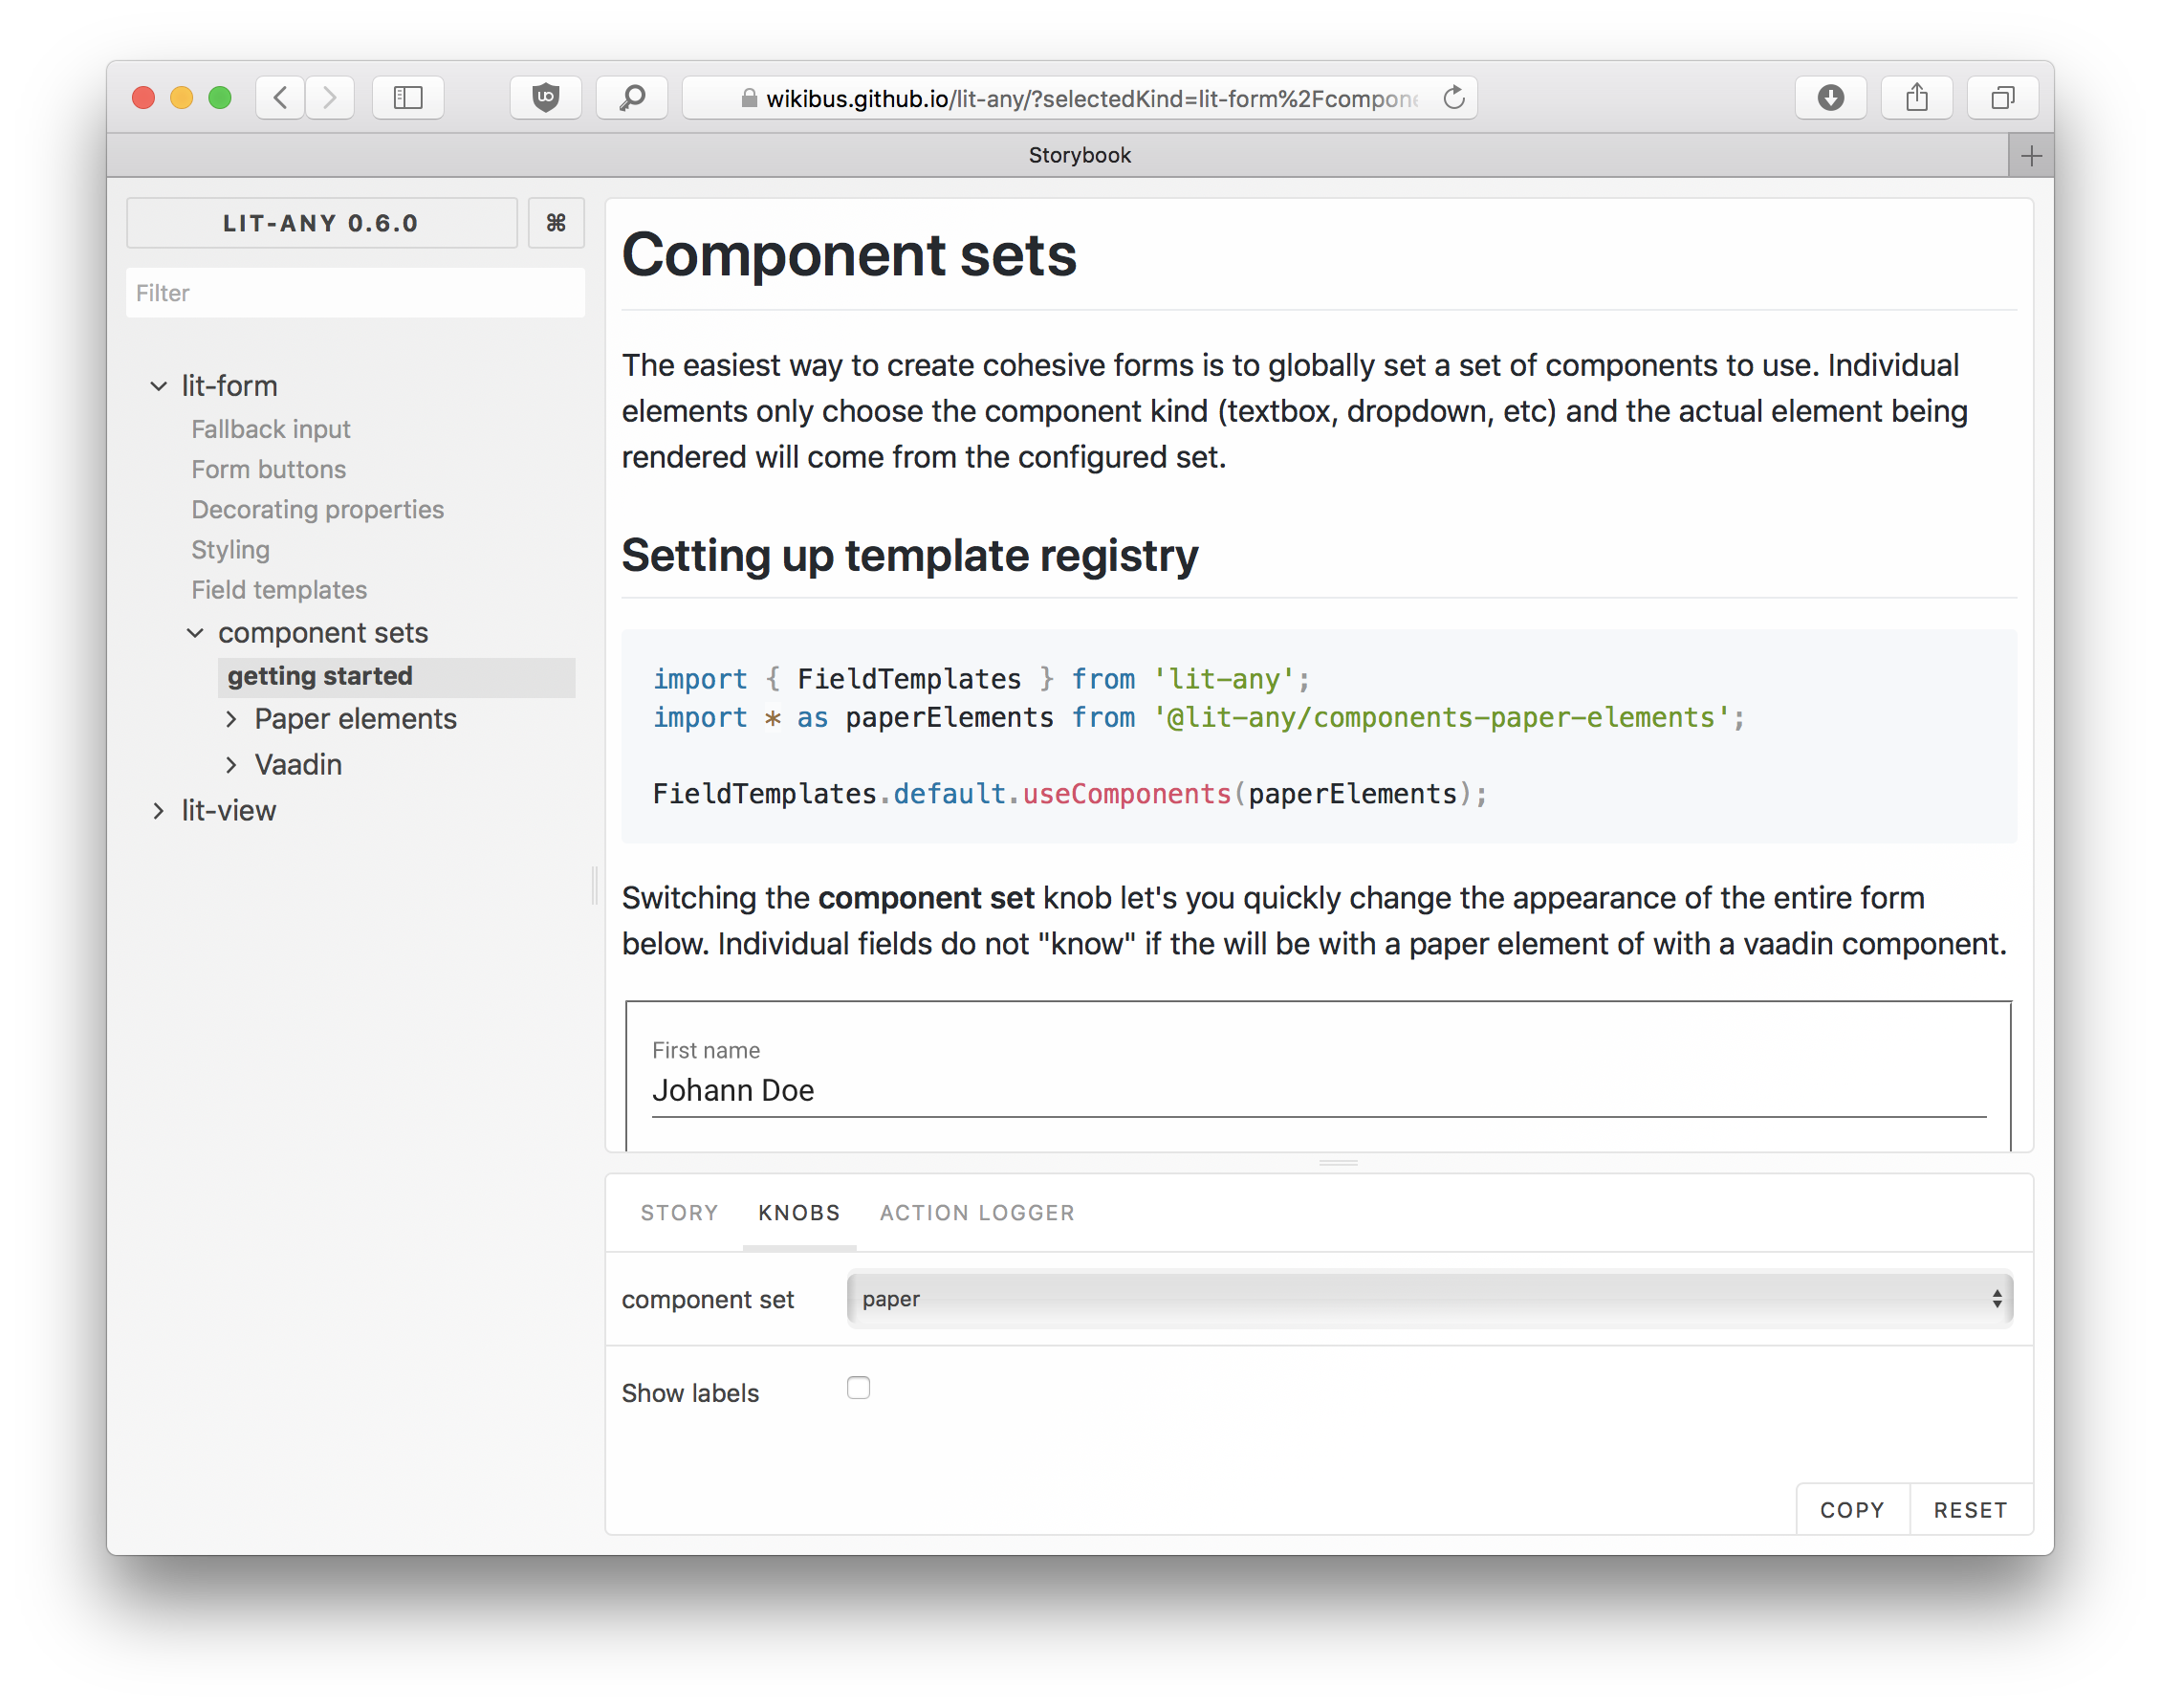 wikibus.github.io/lit-any/?selectedKind=lit-form%2Fcompone
Storybook
LIT-ANY 0.6.0
⌘
Filter
lit-form
Fallback input
Form buttons
Decorating properties
Styling
Field templates
component sets
getting started
Paper elements
Vaadin
lit-view
Component sets
The easiest way to create cohesive forms is to globally set a set of components to use. Individual
elements only choose the component kind (textbox, dropdown, etc) and the actual element being
rendered will come from the configured set.
Setting up template registry
import { FieldTemplates } from 'lit-any';
import * as paperElements from '@lit-any/components-paper-elements';
FieldTemplates.default.useComponents(paperElements);
Switching the component set knob let's you quickly change the appearance of the entire form
below. Individual fields do not "know" if the will be with a paper element of with a vaadin component.
First name
Johann Doe
STORY KNOBS ACTION LOGGER
component set paper
Show labels
COPY RESET